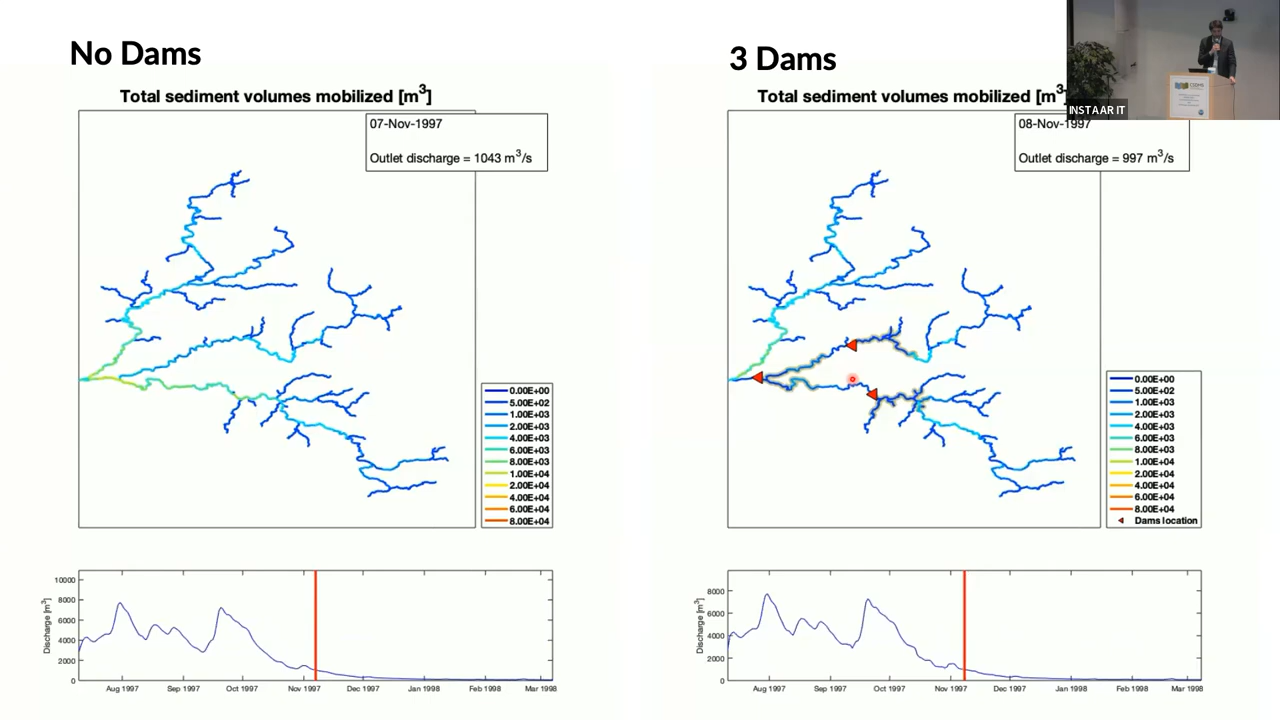 No Dams
Total sediment volumes mobilized [m3]
07-Nov-1997
Outlet discharge = 1043 m3/s
0.00E+00
5.00E+02
1.00E+03
2.00E+03
4.00E+03
6.00E+03
8.00E+03
1.00E+04
2.00E+04
4.00E+04
6.00E+04
8.00E+04
Discharge [m3]
10000
8000
6000
4000
2000
0
Aug 1997 Sep 1997 Oct 1997 Nov 1997 Dec 1997 Jan 1998 Feb 1998 Mar 1998
3 Dams
Total sediment volumes mobilized [m3
08-Nov-1997
Outlet discharge = 997 m3/s
0.00E+00
5.00E+02
1.00E+03
2.00E+03
4.00E+03
6.00E+03
8.00E+03
1.00E+04
2.00E+04
4.00E+04
6.00E+04
8.00E+04
Dams location
Discharge [m3]
8000
6000
4000
2000
0
Aug 1997 Sep 1997 Oct 1997 Nov 1997 Dec 1997 Jan 1998 Feb 1998 Mar 1998
INSTAAR IT
CSDMS